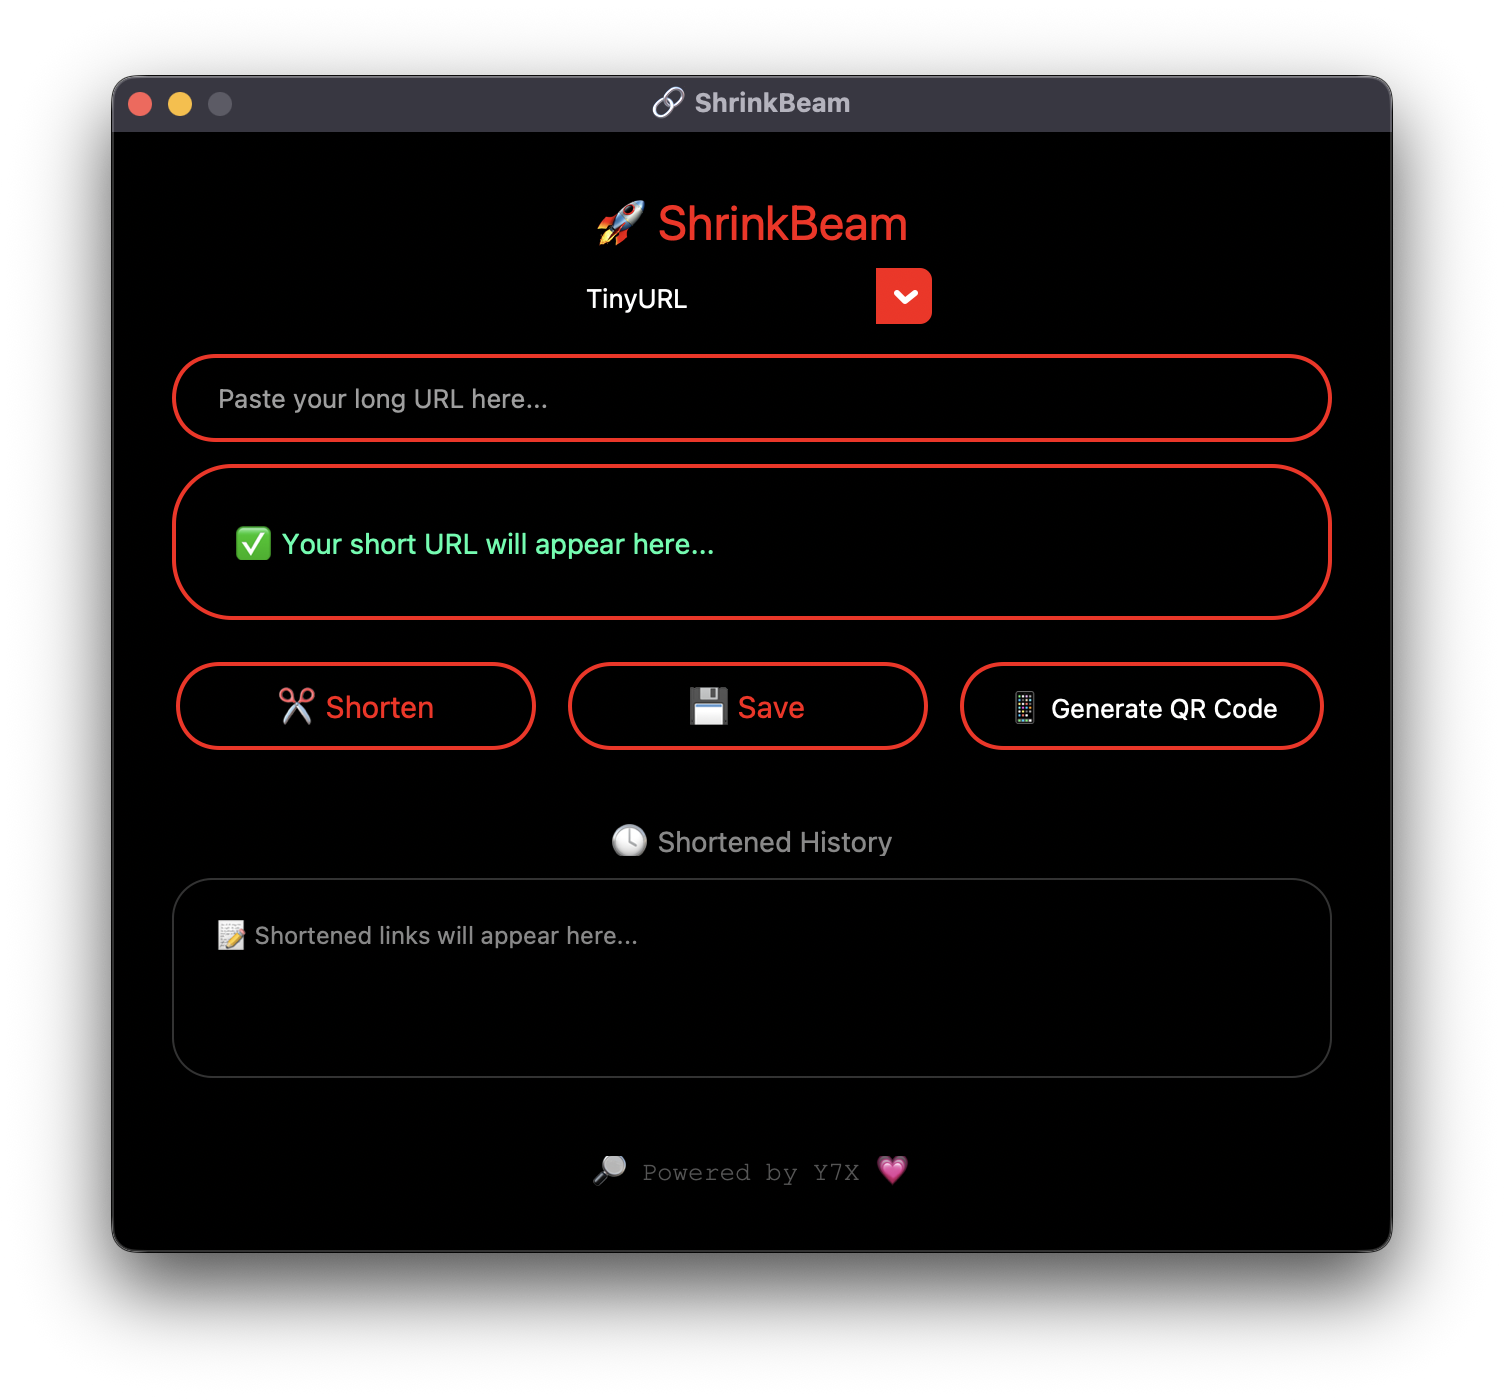 🔗 ShrinkBeam
🚀 ShrinkBeam
TinyURL
Paste your long URL here...
✅ Your short URL will appear here...
✂️ Shorten
💾 Save
📱 Generate QR Code
🕓 Shortened History
📝 Shortened links will appear here...
🔎 Powered by Y7X 💗